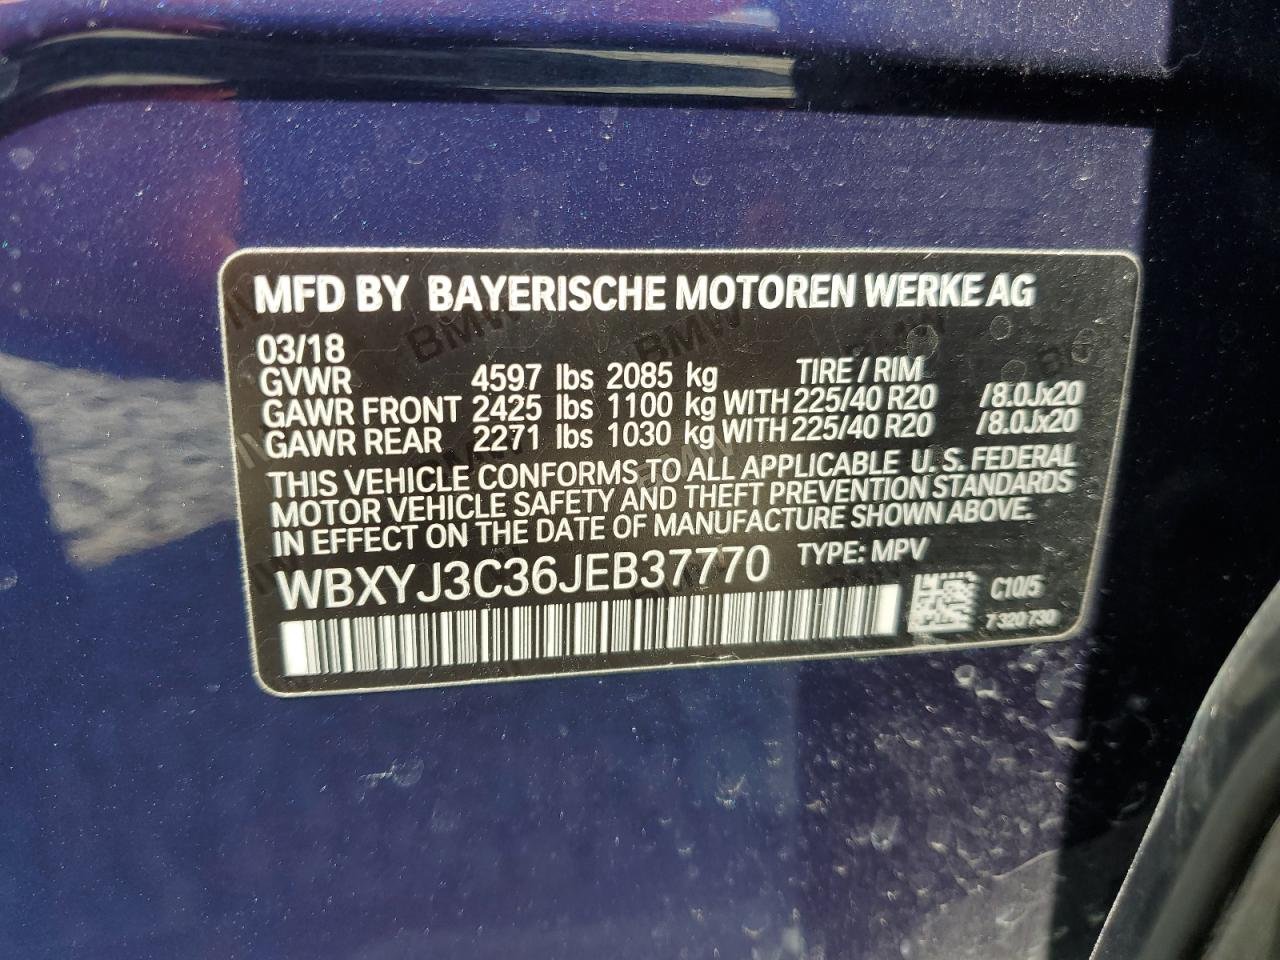 MFD BY BAYERISCHE MOTOREN WERKE AG
03/18
GVWR 4597 lbs 2085 kg TIRE / RIM
GAWR FRONT 2425 lbs 1100 kg WITH 225/40 R20 /8.0Jx20
GAWR REAR 2271 lbs 1030 kg WITH 225/40 R20 /8.0Jx20
THIS VEHICLE CONFORMS TO ALL APPLICABLE U.S. FEDERAL
MOTOR VEHICLE SAFETY AND THEFT PREVENTION STANDARDS
IN EFFECT ON THE DATE OF MANUFACTURE SHOWN ABOVE.
WBXYJ3C36JEB37770 TYPE: MPV
C10/5
7 320 730